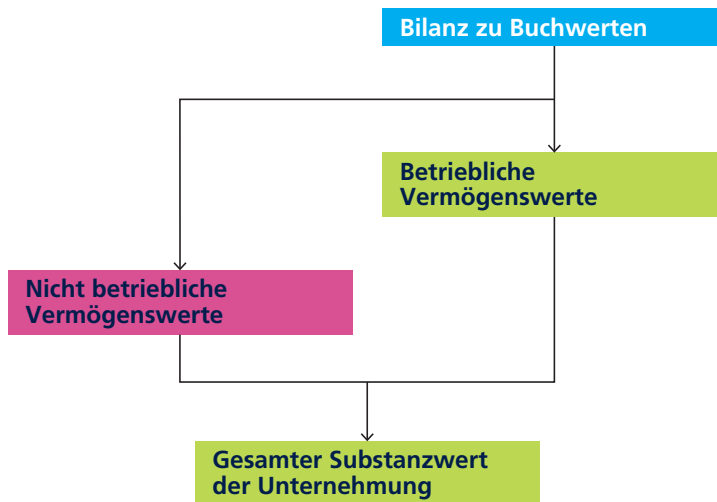 Bilanz zu Buchwerten
Betriebliche
Vermögenswerte
Nicht betriebliche
Vermögenswerte
Gesamter Substanzwert
der Unternehmung